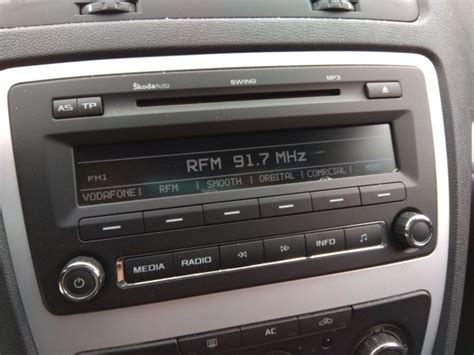 ŠkodaAuto SWING MP3
AS TP
RFM 91.7 MHz
FM1
VODAFONE RFM SMOOTH ORBITAL COMRCIAL M80
MEDIA RADIO INFO
AC